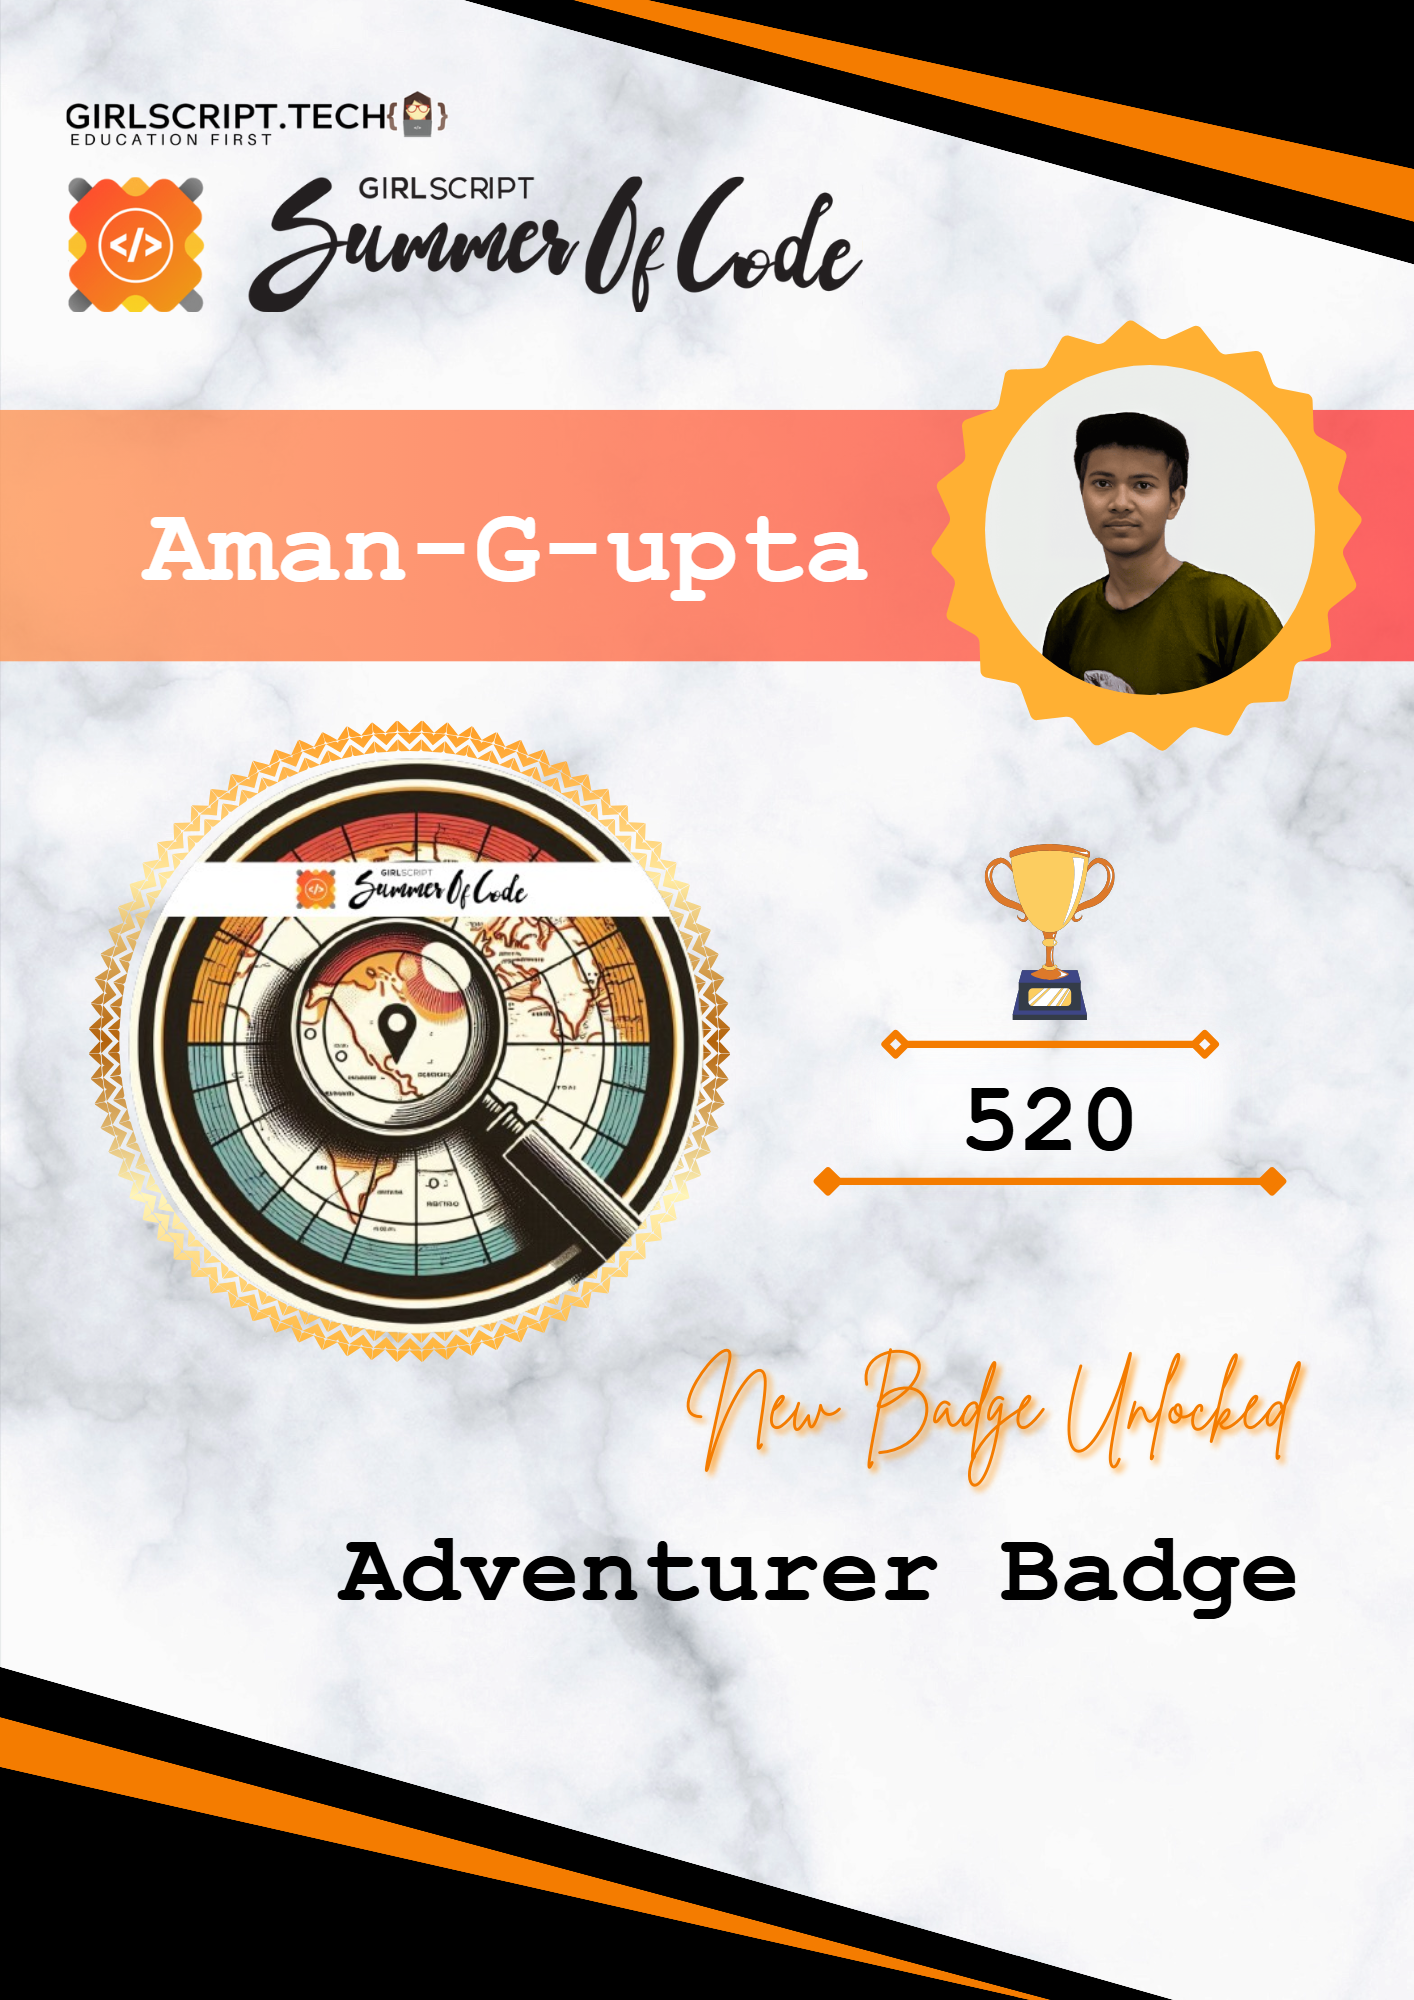 GIRLSCRIPT.TECH{ }
EDUCATION FIRST
GIRLSCRIPT
Summer Of Code
</>
Aman-G-upta
GIRLSCRIPT
Summer Of Code
</>
520
New Badge Unlocked
Adventurer Badge